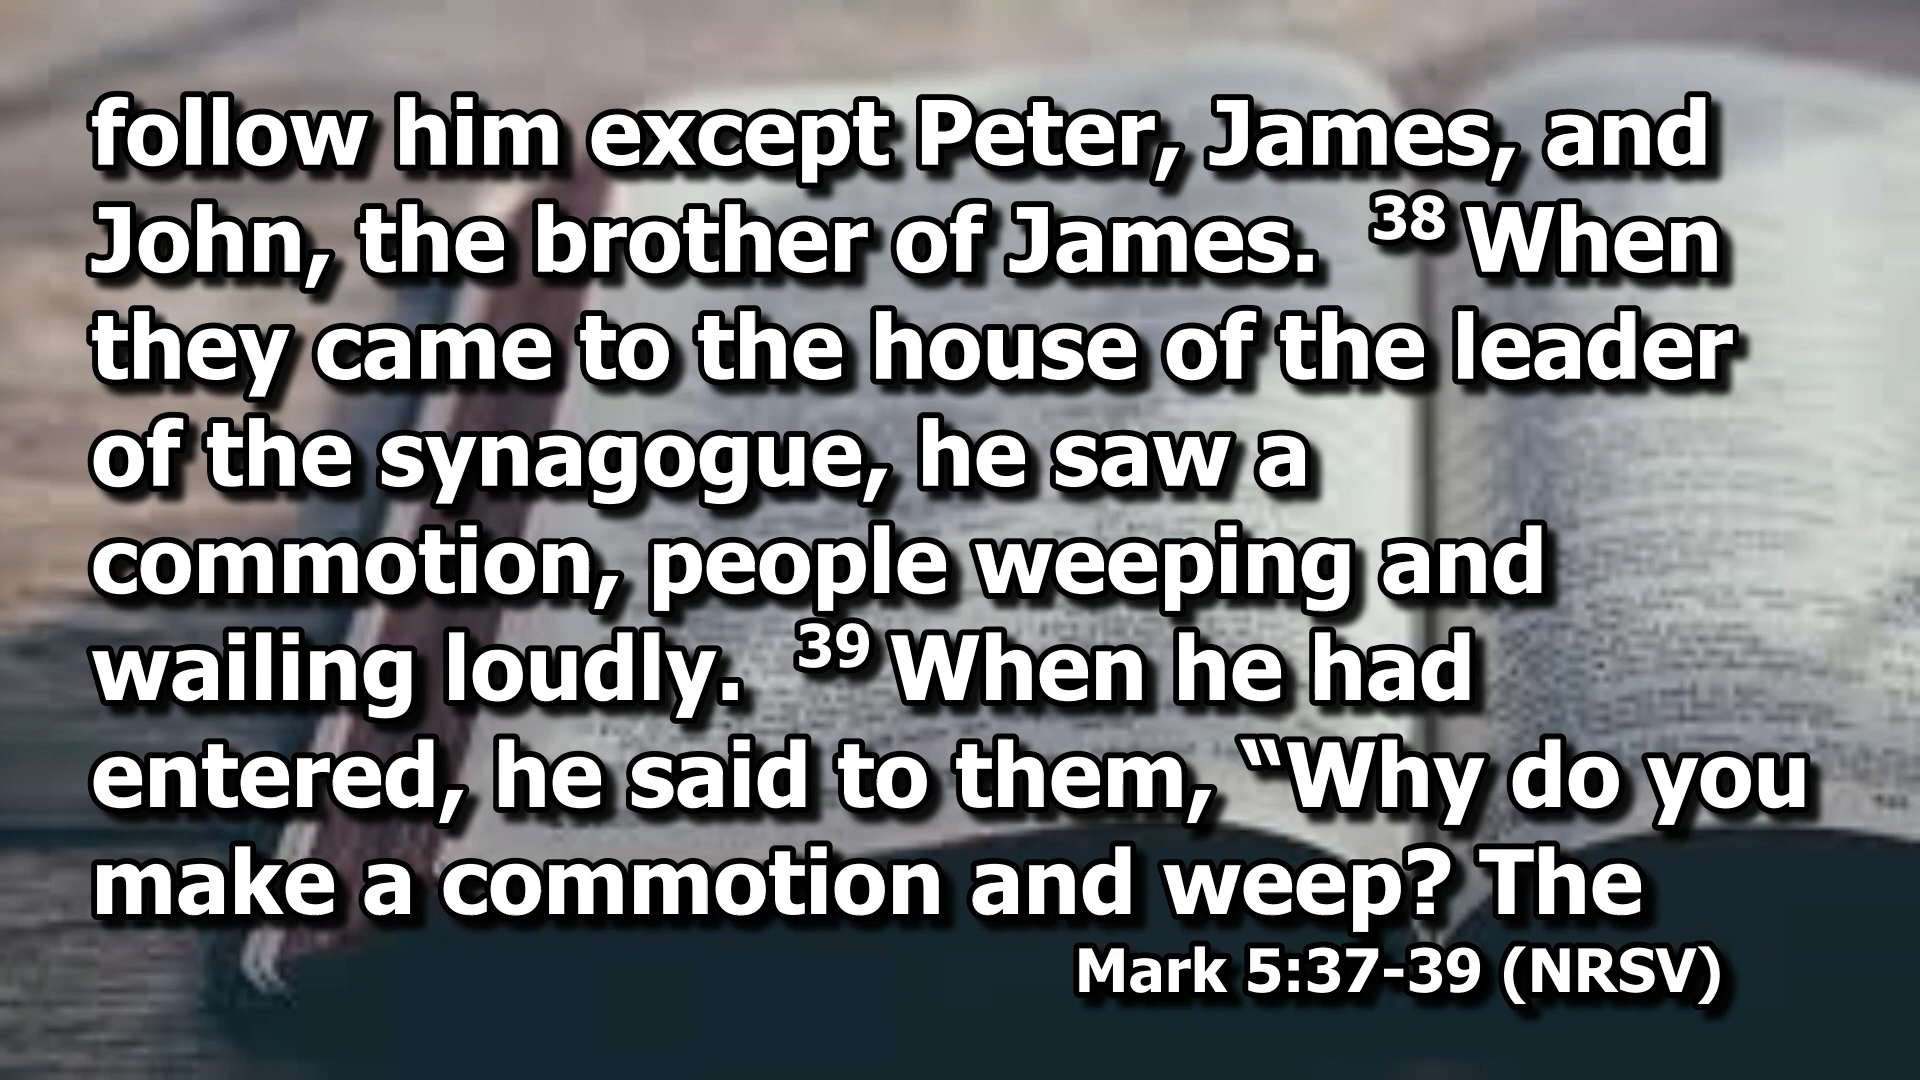 follow him except Peter, James, and
John, the brother of James. 38 When
they came to the house of the leader
of the synagogue, he saw a
commotion, people weeping and
wailing loudly. 39 When he had
entered, he said to them, “Why do you
make a commotion and weep? The
Mark 5:37-39 (NRSV)